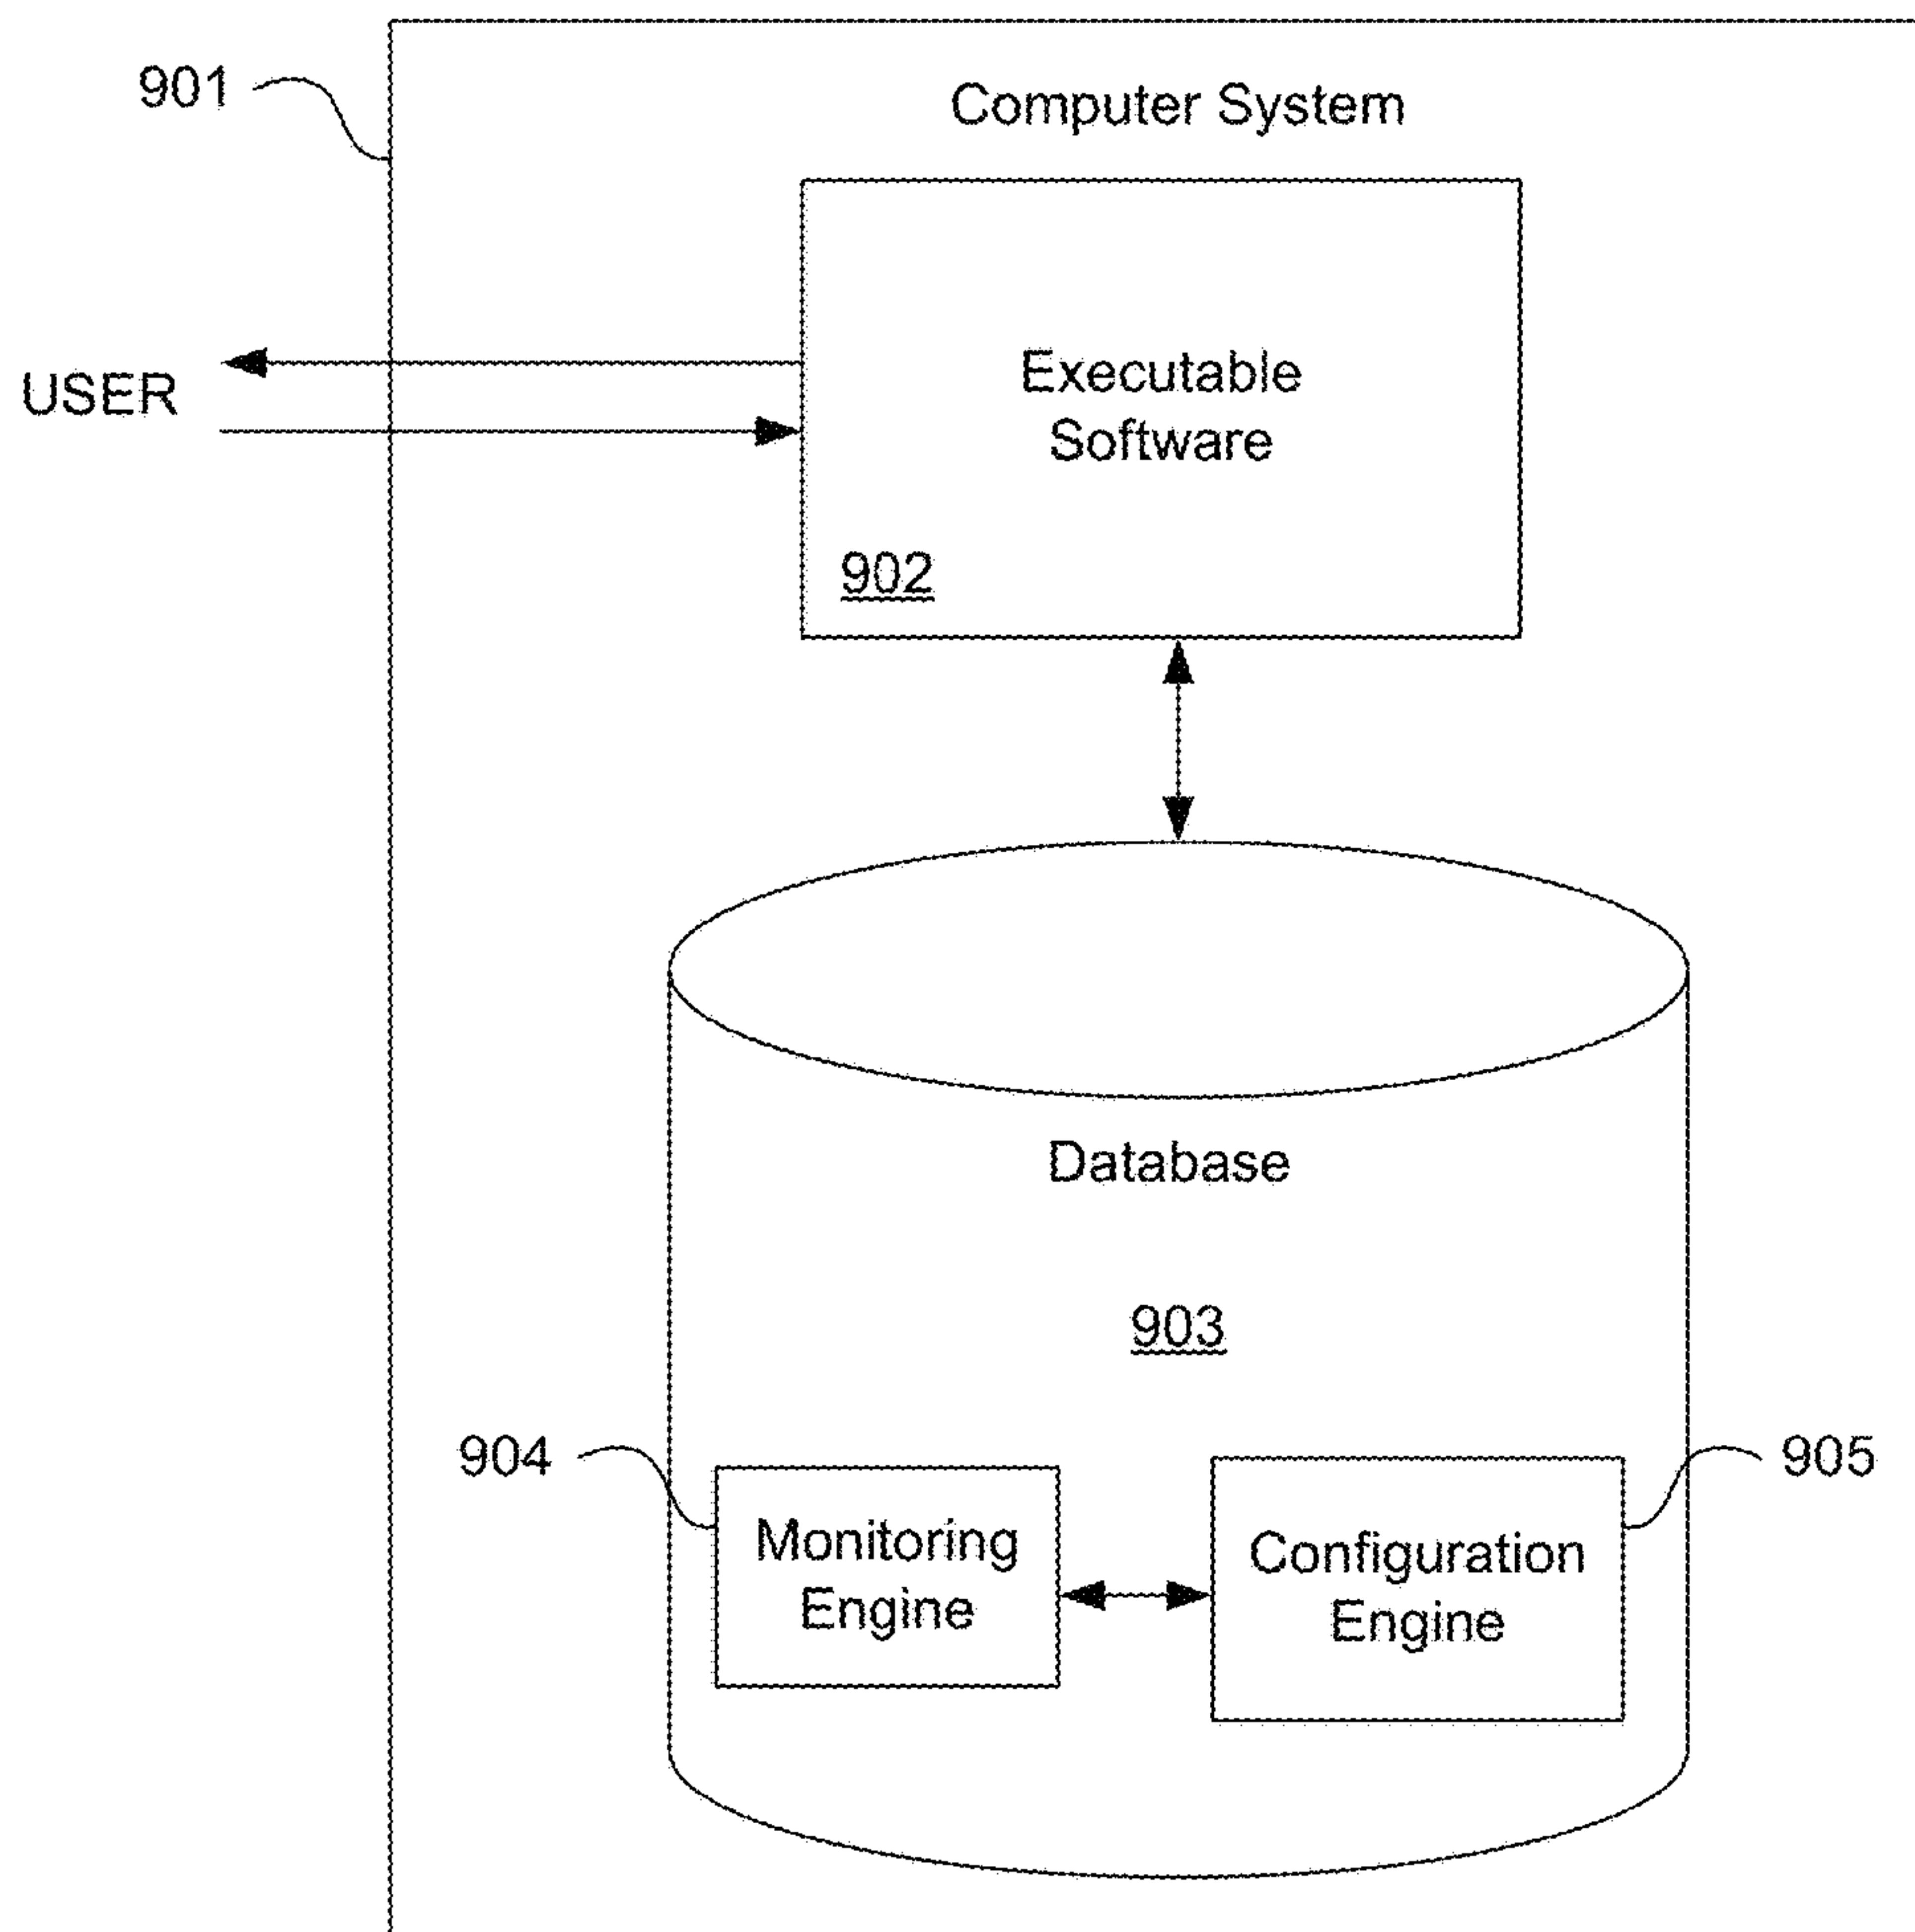 901
Computer System
USER
Executable
Software
902
Database
903
904
905
Monitoring
Engine
Configuration
Engine